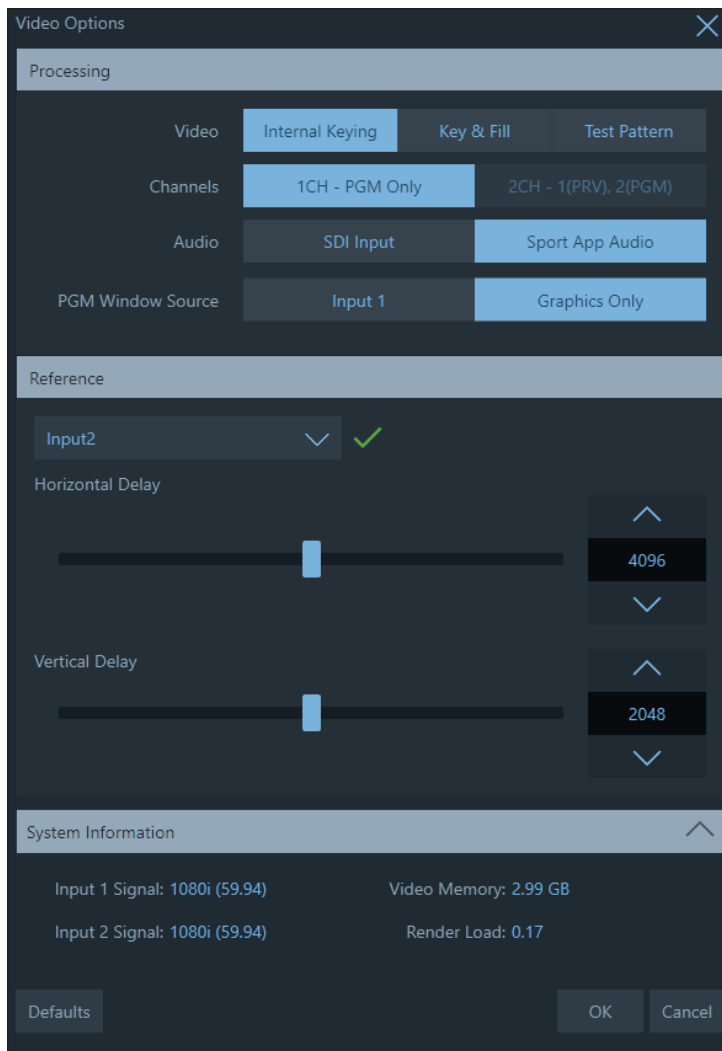 Video Options
Processing
Video Internal Keying Key & Fill Test Pattern
Channels 1CH - PGM Only 2CH - 1(PRV), 2(PGM)
Audio SDI Input Sport App Audio
PGM Window Source Input 1 Graphics Only
Reference
Input2
Horizontal Delay
4096
Vertical Delay
2048
System Information
Input 1 Signal: 1080i (59.94) Video Memory: 2.99 GB
Input 2 Signal: 1080i (59.94) Render Load: 0.17
Defaults OK Cancel